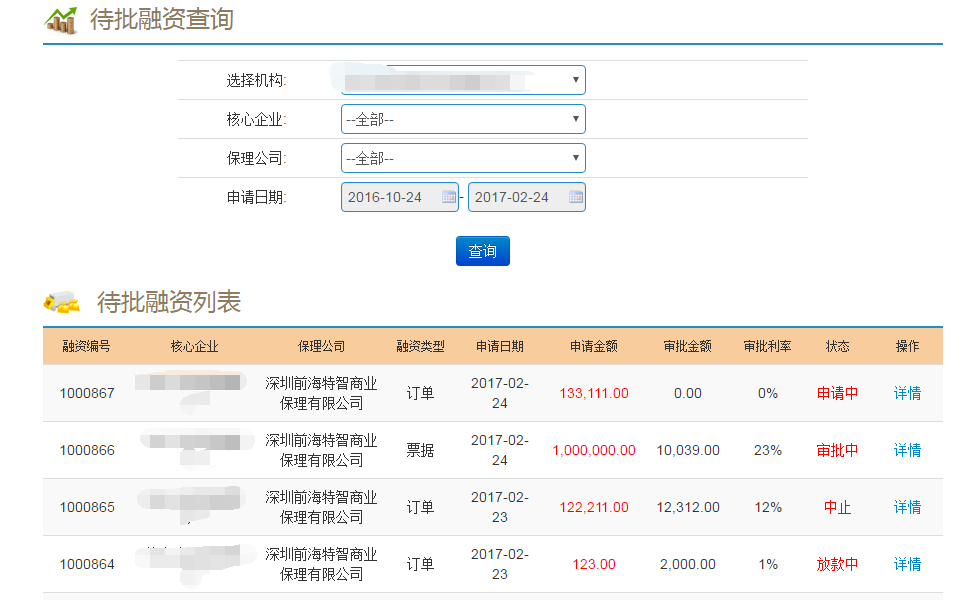 待批融资查询
选择机构:
核心企业: --全部--
保理公司: --全部--
申请日期: 2016-10-24 - 2017-02-24
查询
待批融资列表
融资编号 核心企业 保理公司 融资类型 申请日期 申请金额 审批金额 审批利率 状态 操作
1000867 深圳前海特智商业保理有限公司 订单 2017-02-24 133,111.00 0.00 0% 申请中 详情
1000866 深圳前海特智商业保理有限公司 票据 2017-02-24 1,000,000.00 10,039.00 23% 审批中 详情
1000865 深圳前海特智商业保理有限公司 订单 2017-02-23 122,211.00 12,312.00 12% 中止 详情
1000864 深圳前海特智商业保理有限公司 订单 2017-02-23 123.00 2,000.00 1% 放款中 详情